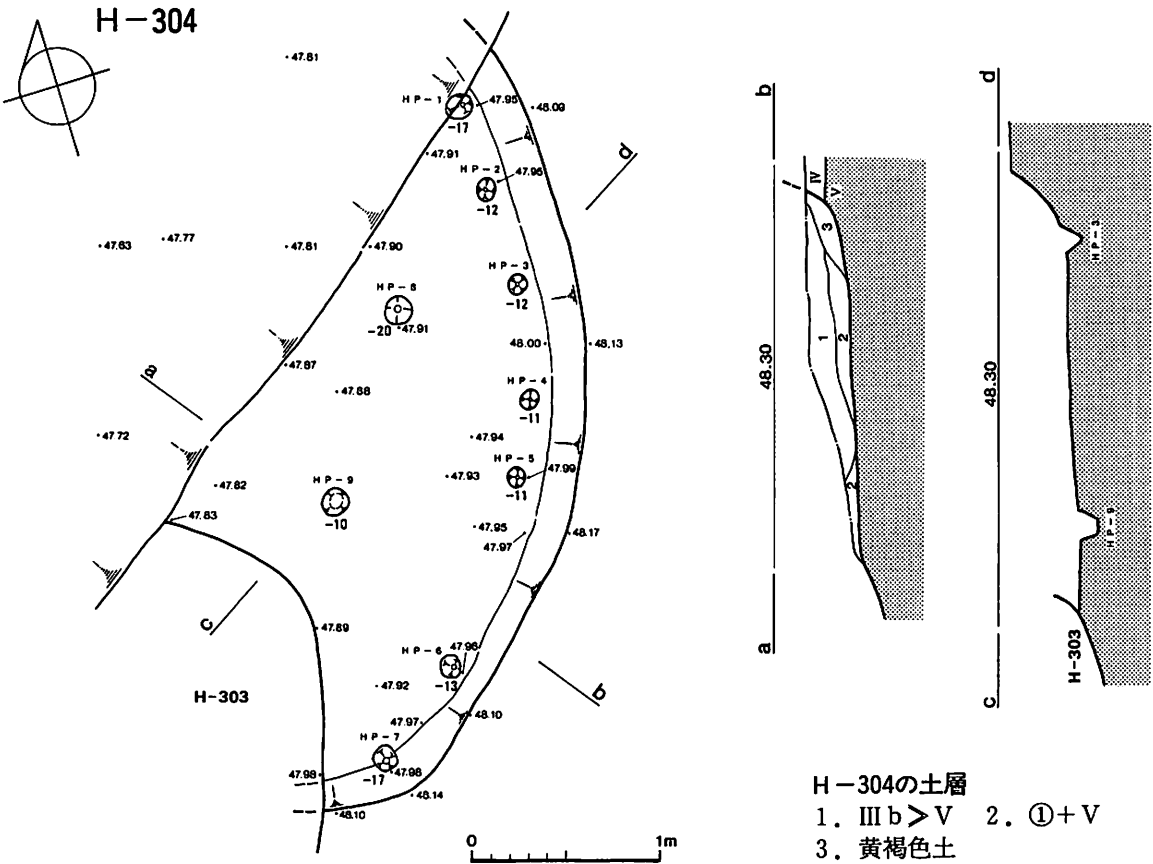 H-304
47.81
HP-1
47.95
48.09
-17
47.91
HP-2
47.95
-12
d
47.63
47.77
47.81
47.90
HP-3
-12
HP-8
-20
47.91
48.00
48.13
47.87
a
47.88
HP-4
-11
47.72
47.94
HP-5
47.93
47.99
-11
47.82
HP-9
-10
47.83
47.95
47.97
48.17
c
47.89
HP-6
47.96
-13
H-303
47.92
b
47.97
48.10
HP-7
47.98
-17
47.98
48.14
48.10
0 1m
b
IV
V
3
1
2
2
48.30
a
d
HP-3
48.30
HP-9
H-303
c
H-304の土層
1. Ⅲb>V 2. ①+V
3. 黄褐色土